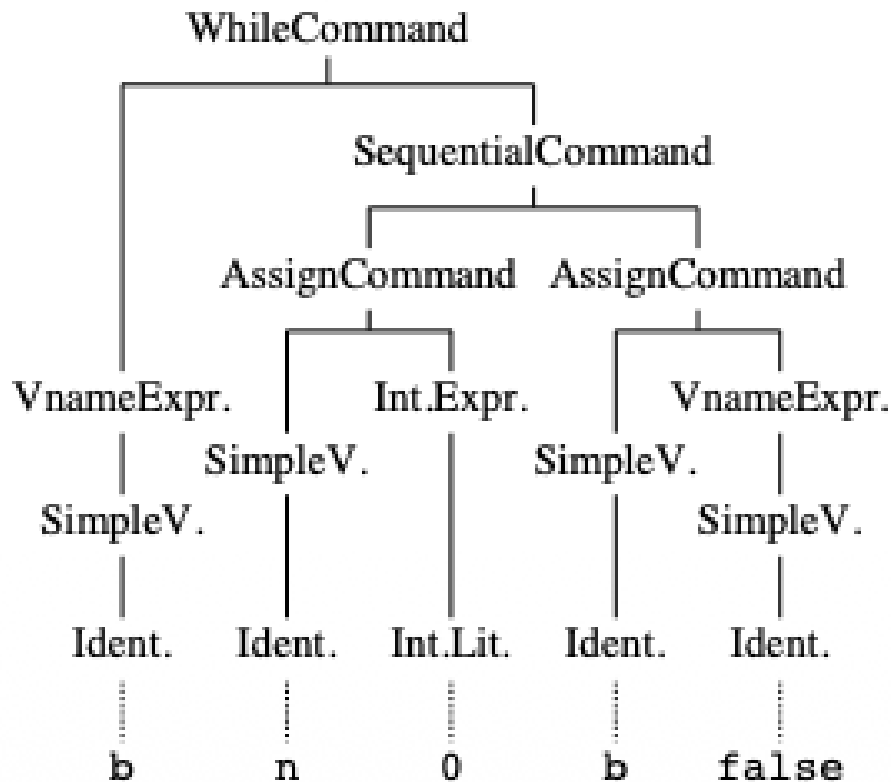 WhileCommand
SequentialCommand
AssignCommand AssignCommand
VnameExpr. Int.Expr. VnameExpr.
SimpleV. SimpleV.
SimpleV. SimpleV.
Ident. Ident. Int.Lit. Ident. Ident.
b n 0 b false